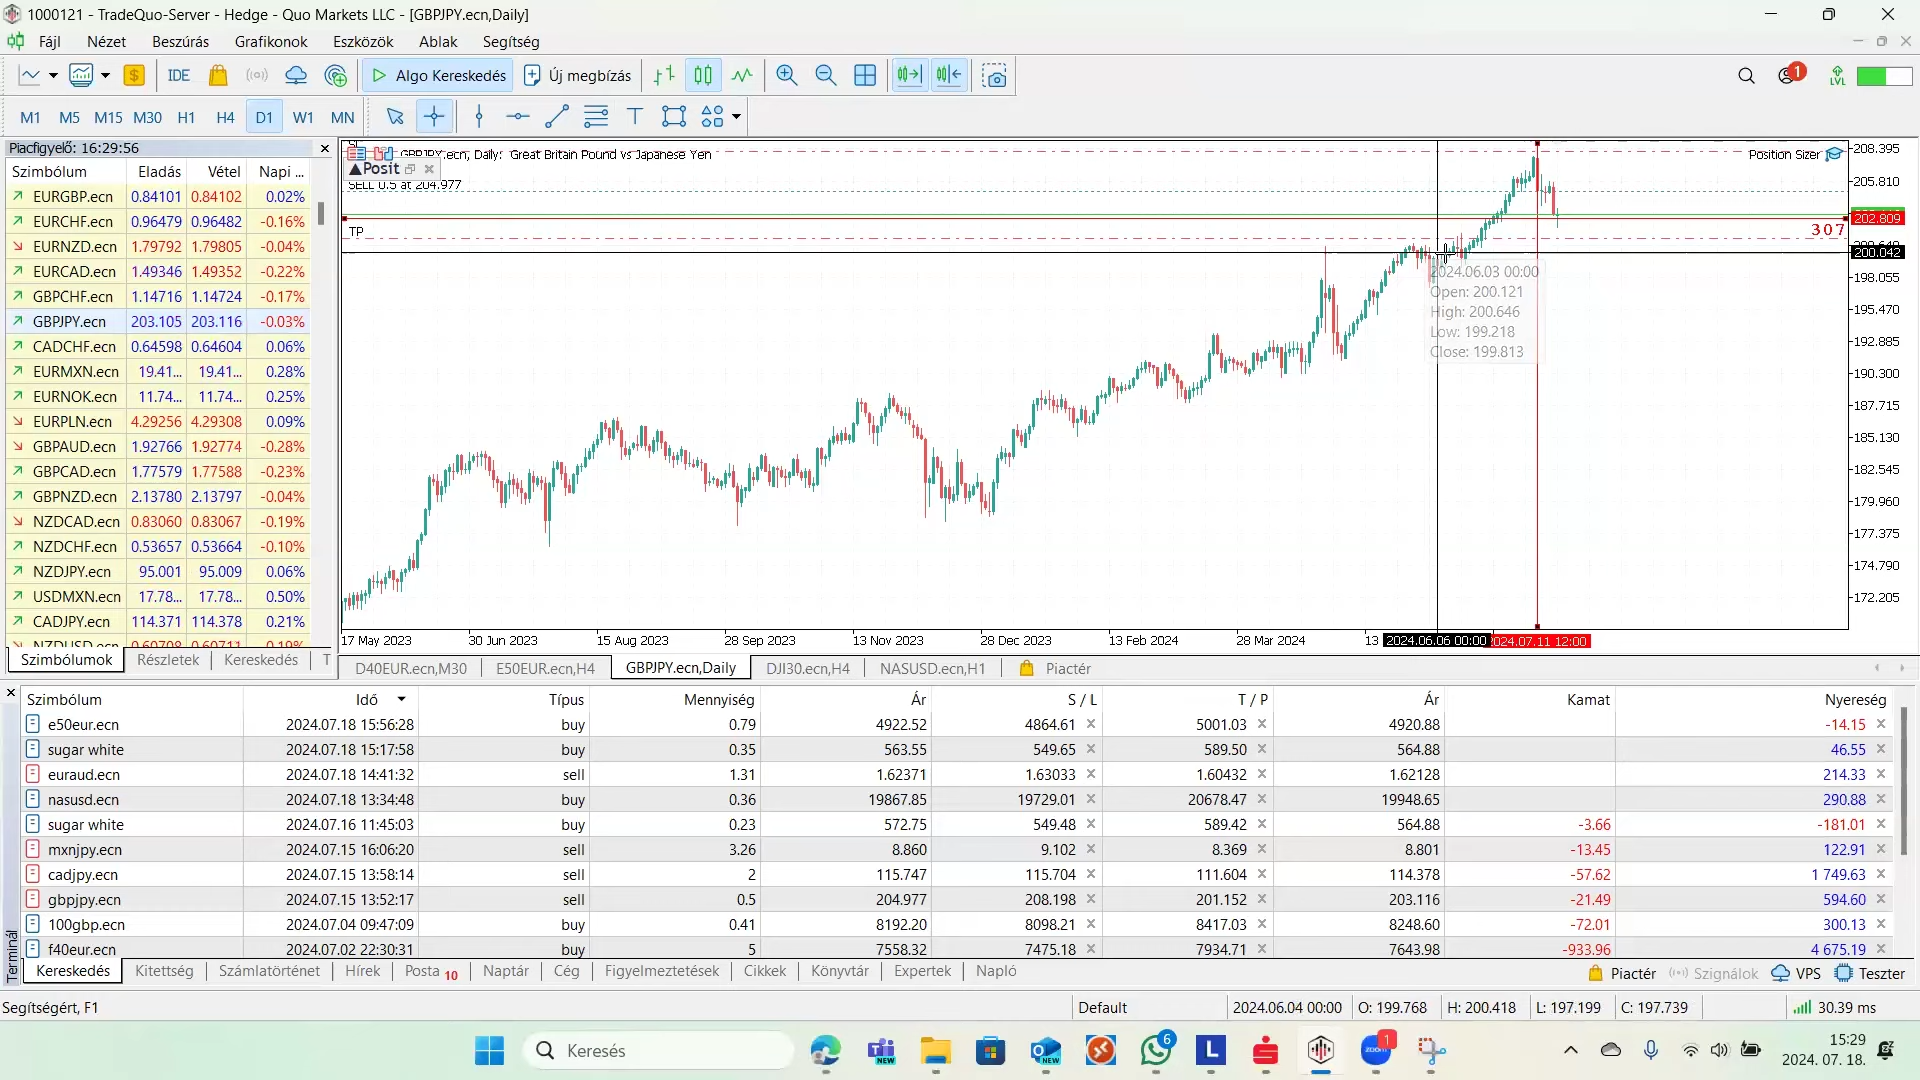 1000121 - TradeQuo-Server - Hedge - Quo Markets LLC - [GBPJPY.ecn,Daily]
Fájl Nézet Beszúrás Grafikonok Eszközök Ablak Segítség
IDE Algo Kereskedés Új megbízás 1 LVL
M1 M5 M15 M30 H1 H4 D1 W1 MN
Piacfigyelő: 16:29:56
Szimbólum Eladás Vétel Napi ...
EURGBP.ecn 0.84101 0.84102 0.02%
EURCHF.ecn 0.96479 0.96482 -0.16%
EURNZD.ecn 1.79792 1.79805 -0.04%
EURCAD.ecn 1.49346 1.49352 -0.22%
GBPCHF.ecn 1.14716 1.14724 -0.17%
GBPJPY.ecn 203.105 203.116 -0.03%
CADCHF.ecn 0.64598 0.64604 0.06%
EURMXN.ecn 19.41... 19.41... 0.28%
EURNOK.ecn 11.74... 11.74... 0.25%
EURPLN.ecn 4.29256 4.29308 0.09%
GBPAUD.ecn 1.92766 1.92774 -0.28%
GBPCAD.ecn 1.77579 1.77588 -0.23%
GBPNZD.ecn 2.13780 2.13797 -0.04%
NZDCAD.ecn 0.83060 0.83067 -0.19%
NZDCHF.ecn 0.53657 0.53664 -0.10%
NZDJPY.ecn 95.001 95.009 0.06%
USDMXN.ecn 17.78... 17.78... 0.50%
CADJPY.ecn 114.371 114.378 0.21%
NZDUSD.ecn 0.60708 0.60711 -0.19%
Szimbólumok Részletek Kereskedés T
GBPJPY.ecn, Daily: Great Britain Pound vs Japanese Yen
Posit
SELL 0.5 at 204.977
TP
Position Sizer
307
2024.06.03 00:00
Open: 200.121
High: 200.646
Low: 199.218
Close: 199.813
208.395
205.810
202.809
200.042
198.055
195.470
192.885
190.300
187.715
185.130
182.545
179.960
177.375
174.790
172.205
17 May 2023 30 Jun 2023 15 Aug 2023 28 Sep 2023 13 Nov 2023 28 Dec 2023 13 Feb 2024 28 Mar 2024 13 2024.06.06 00:00 2024.07.11 12:00
D40EUR.ecn,M30 E50EUR.ecn,H4 GBPJPY.ecn,Daily DJI30.ecn,H4 NASUSD.ecn,H1 Piactér
Szimbólum Idő Típus Mennyiség Ár S / L T / P Ár Kamat Nyereség
e50eur.ecn 2024.07.18 15:56:28 buy 0.79 4922.52 4864.61 5001.03 4920.88 -14.15
sugar white 2024.07.18 15:17:58 buy 0.35 563.55 549.65 589.50 564.88 46.55
euraud.ecn 2024.07.18 14:41:32 sell 1.31 1.62371 1.63033 1.60432 1.62128 214.33
nasusd.ecn 2024.07.18 13:34:48 buy 0.36 19867.85 19729.01 20678.47 19948.65 290.88
sugar white 2024.07.16 11:45:03 buy 0.23 572.75 549.48 589.42 564.88 -3.66 -181.01
mxnjpy.ecn 2024.07.15 16:06:20 sell 3.26 8.860 9.102 8.369 8.801 -13.45 122.91
cadjpy.ecn 2024.07.15 13:58:14 sell 2 115.747 115.704 111.604 114.378 -57.62 1 749.63
gbpjpy.ecn 2024.07.15 13:52:17 sell 0.5 204.977 208.198 201.152 203.116 -21.49 594.60
100gbp.ecn 2024.07.04 09:47:09 buy 0.41 8192.20 8098.21 8417.03 8248.60 -72.01 300.13
f40eur.ecn 2024.07.02 22:30:31 buy 5 7558.32 7475.18 7934.71 7643.98 -933.96 4 675.19
Terminál
Kereskedés Kitettség Számlatörténet Hírek Posta 10 Naptár Cég Figyelmeztetések Cikkek Könyvtár Expertek Napló Piactér Szignálok VPS Teszter
Segítségért, F1 Default 2024.06.04 00:00 O: 199.768 H: 200.418 L: 197.199 C: 197.739 30.39 ms
Keresés NEW NEW 6 L zoom 1
15:29
2024. 07. 18.